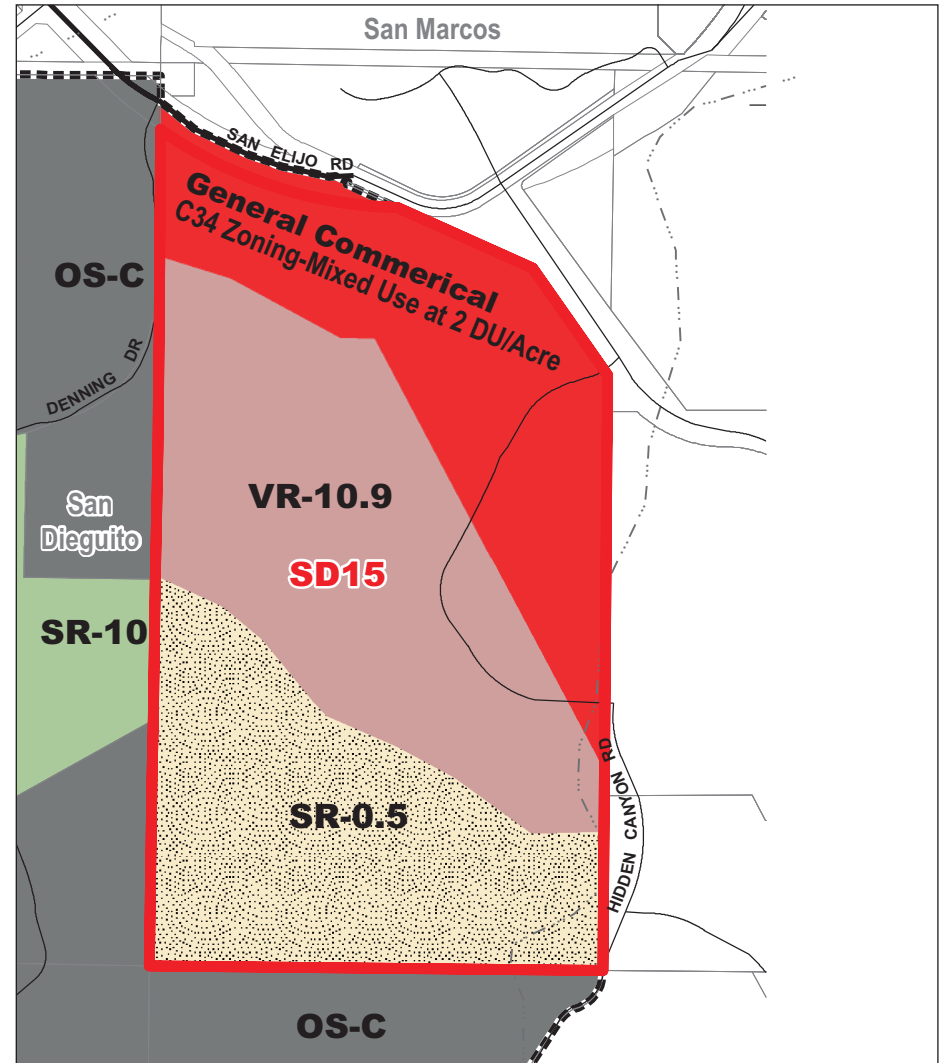 San Marcos
SAN ELIJO RD
General Commerical
C34 Zoning-Mixed Use at 2 DU/Acre
OS-C
DENNING DR
VR-10.9
San
Dieguito
SD15
SR-10
HIDDEN CANYON RD
SR-0.5
OS-C